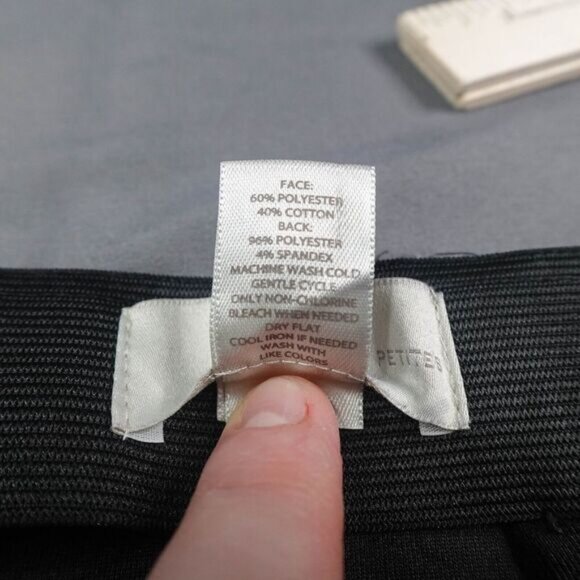 FACE:
60% POLYESTER
40% COTTON
BACK:
96% POLYESTER
4% SPANDEX
MACHINE WASH COLD
GENTLE CYCLE
ONLY NON-CHLORINE
BLEACH WHEN NEEDED
DRY FLAT
COOL IRON IF NEEDED
WASH WITH
LIKE COLORS
PETITES